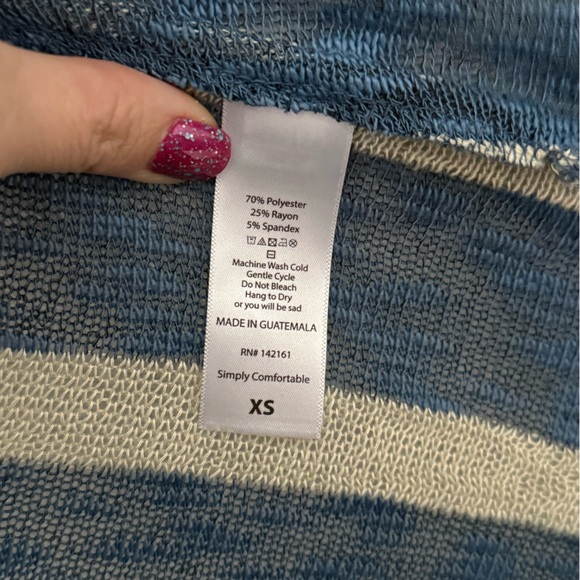 70% Polyester
25% Rayon
5% Spandex
Machine Wash Cold
Gentle Cycle
Do Not Bleach
Hang to Dry
or you will be sad
MADE IN GUATEMALA
RN# 142161
Simply Comfortable
XS